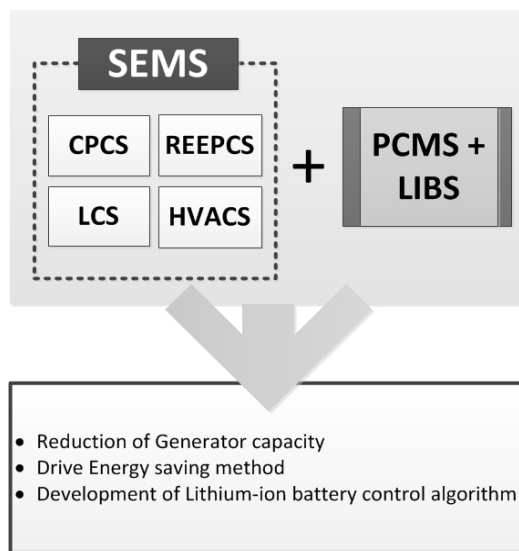 SEMS
CPCS REEPCS
LCS HVACS
+
PCMS +
LIBS
• Reduction of Generator capacity
• Drive Energy saving method
• Development of Lithium-ion battery control algorithm